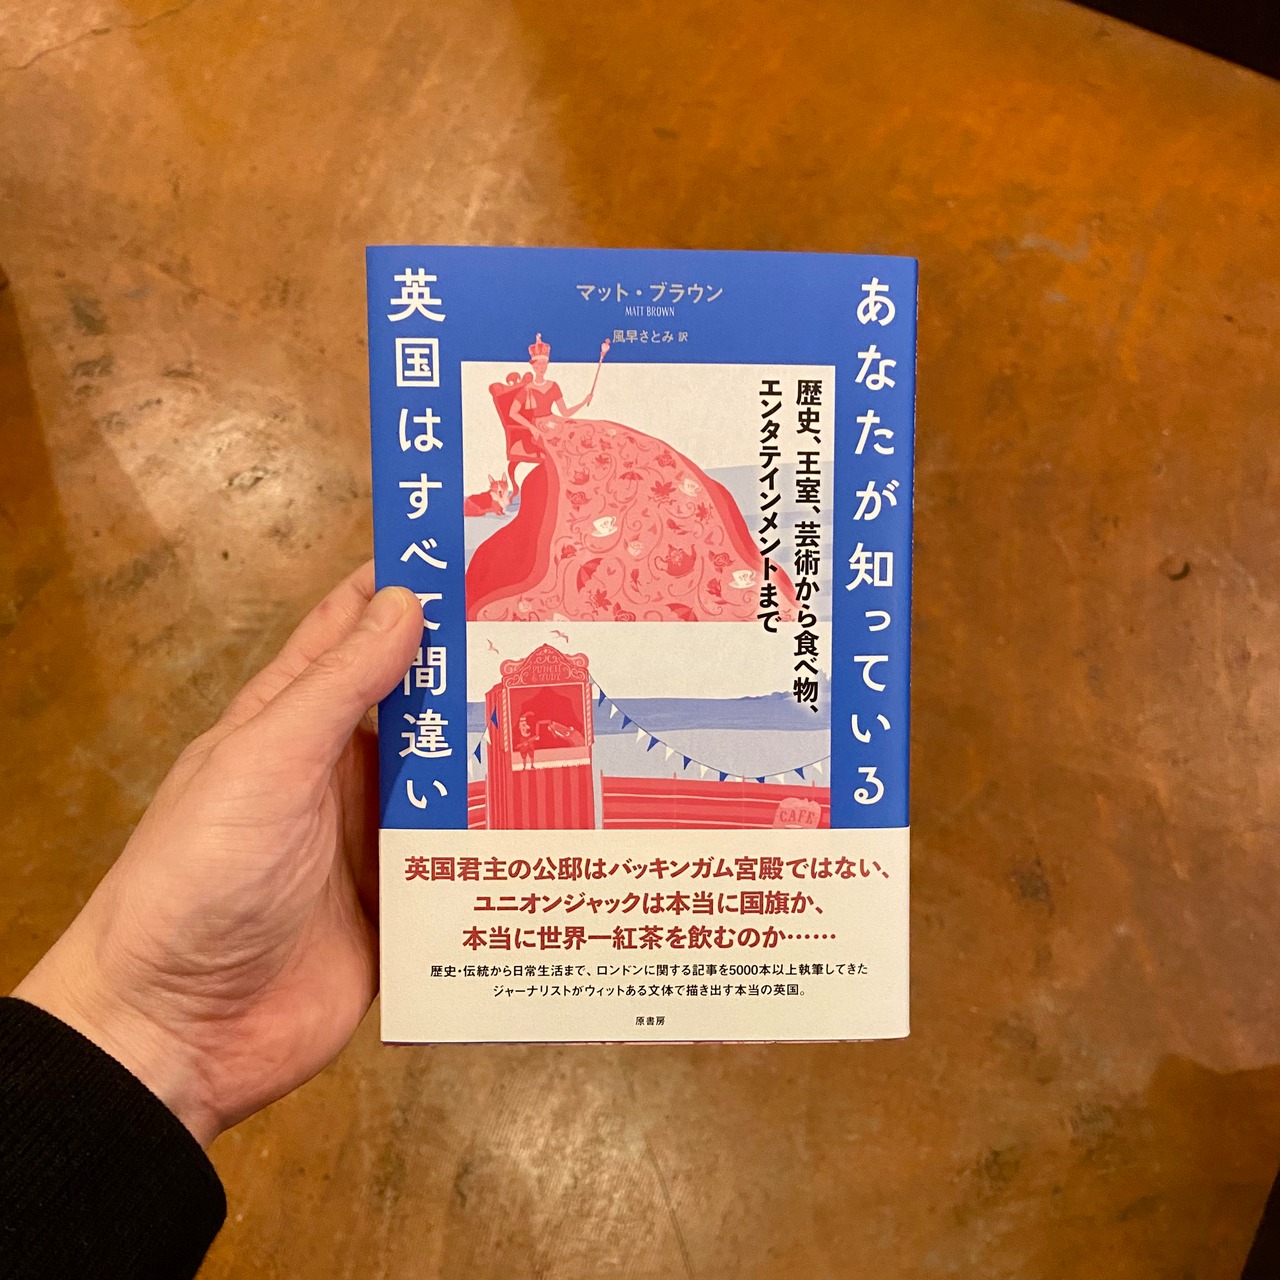 マット・ブラウン
MATT BROWN
風早さとみ 訳
あなたが知っている
英国はすべて間違い
歴史、王室、芸術から食べ物、
エンタテインメントまで
PUNCH
& JUDY
CAFE
英国君主の公邸はバッキンガム宮殿ではない、
ユニオンジャックは本当に国旗か、
本当に世界一紅茶を飲むのか……
歴史・伝統から日常生活まで、ロンドンに関する記事を5000本以上執筆してきた
ジャーナリストがウィットある文体で描き出す本当の英国。
原書房